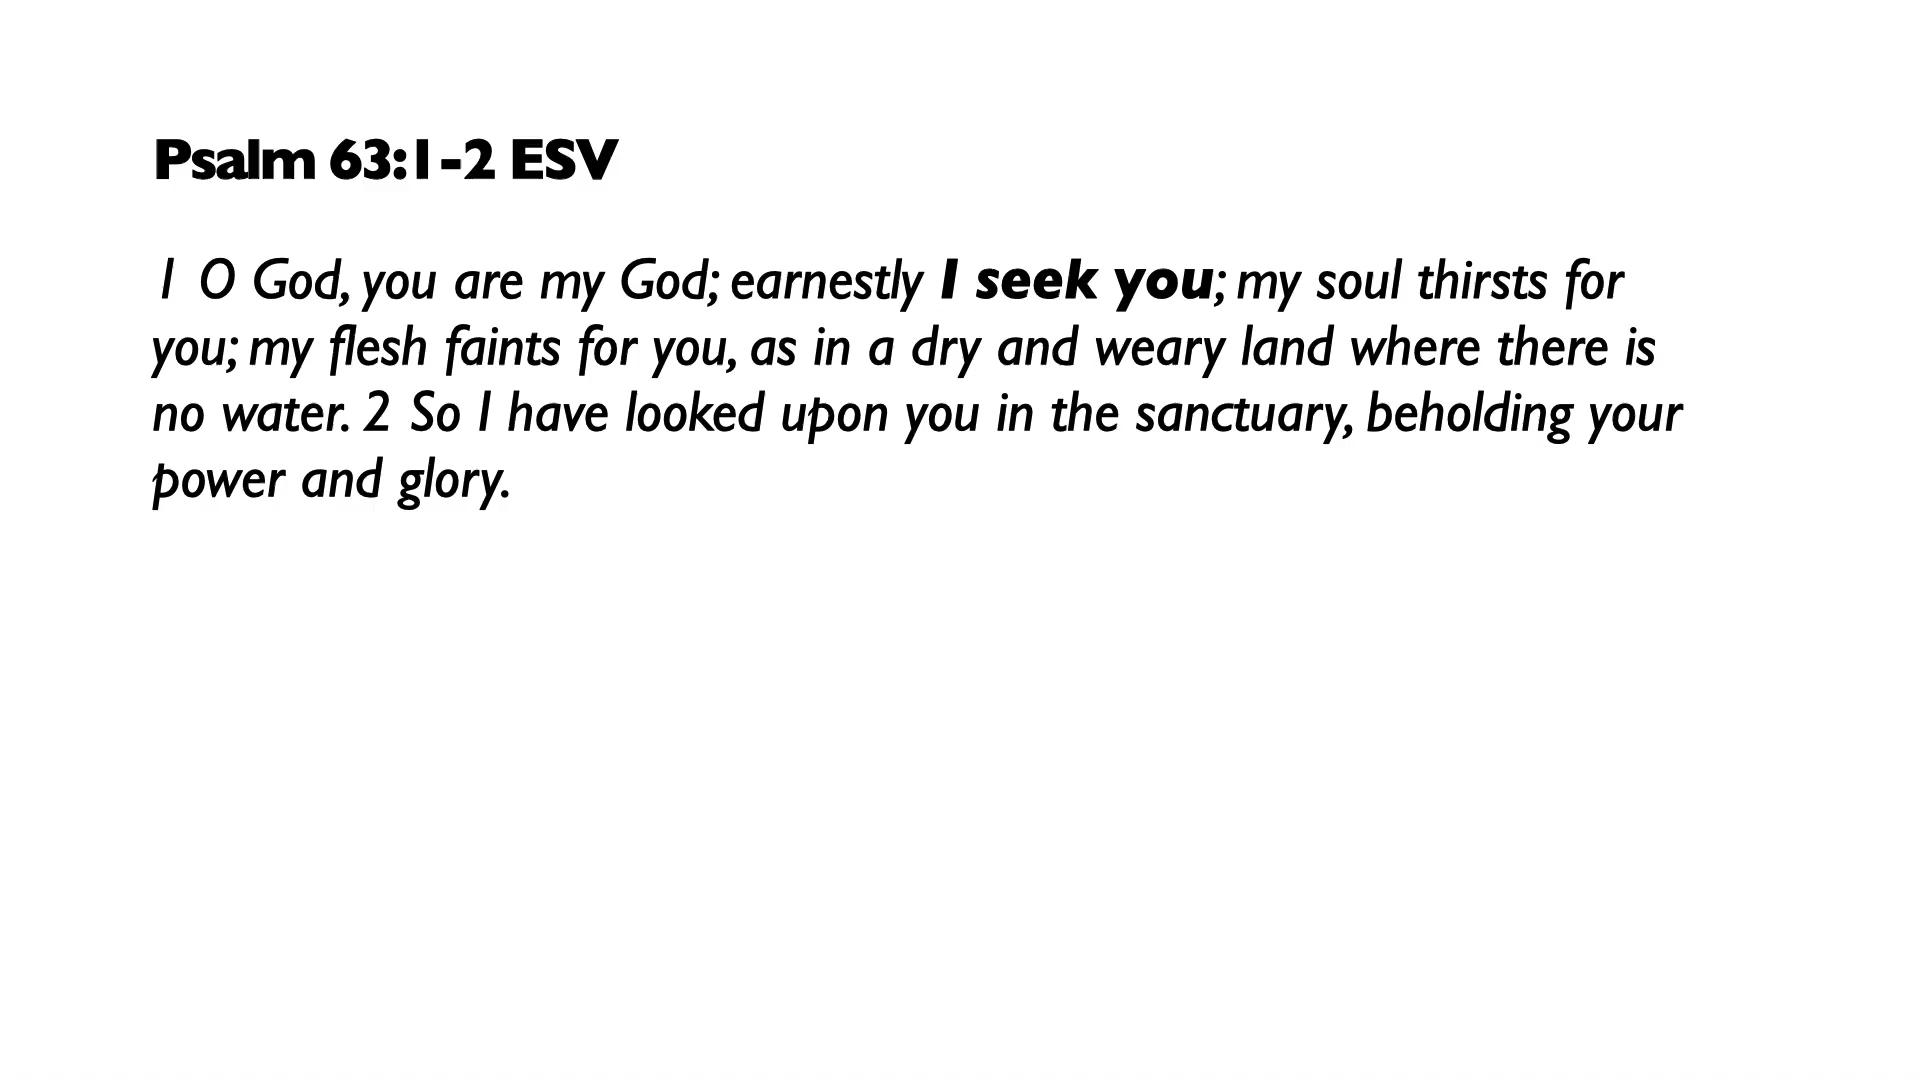 Psalm 63:1-2 ESV
1 O God, you are my God; earnestly I seek you; my soul thirsts for
you; my flesh faints for you, as in a dry and weary land where there is
no water. 2 So I have looked upon you in the sanctuary, beholding your
power and glory.